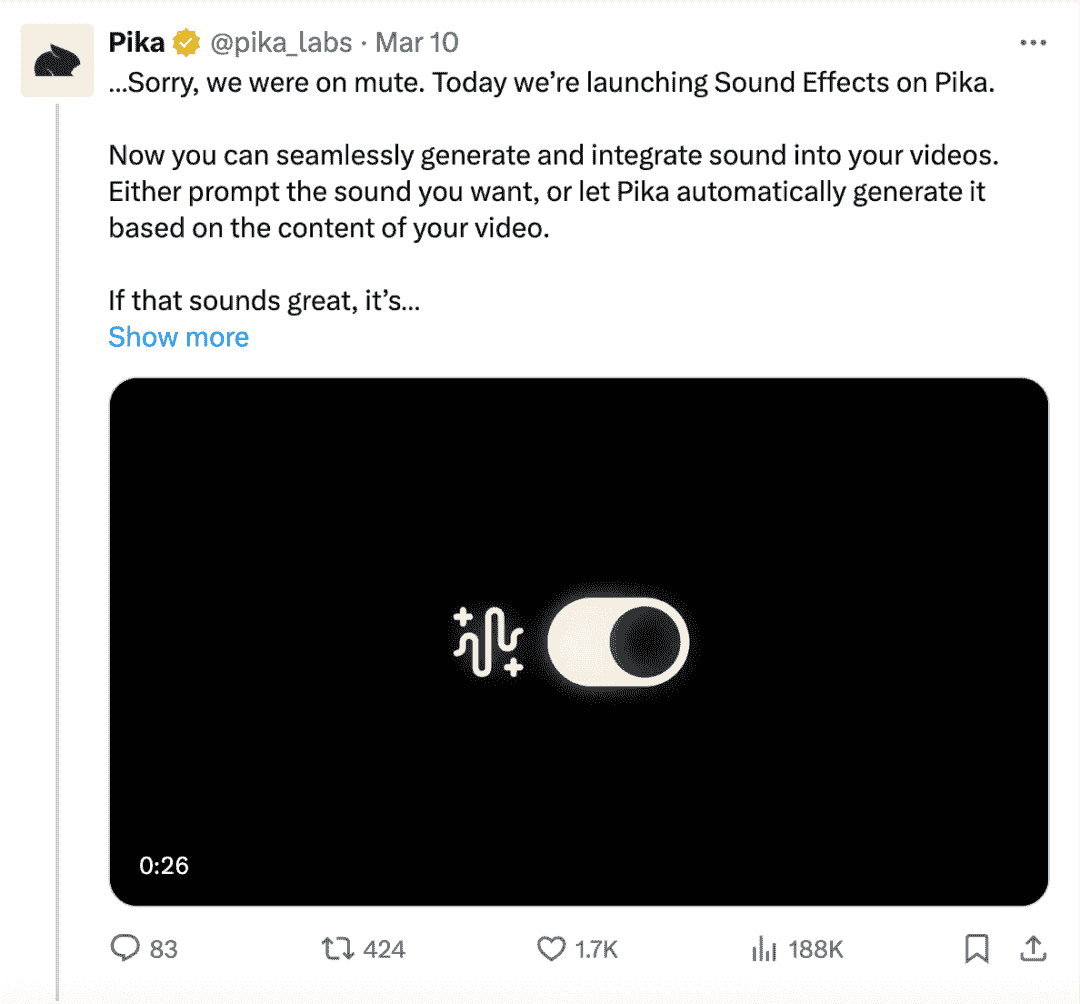 Pika @pika_labs · Mar 10
...Sorry, we were on mute. Today we’re launching Sound Effects on Pika.
Now you can seamlessly generate and integrate sound into your videos.
Either prompt the sound you want, or let Pika automatically generate it
based on the content of your video.
If that sounds great, it’s...
Show more
0:26
83 424 1.7K 188K